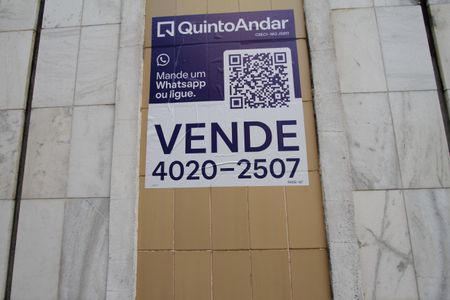 QuintoAndar
Mande um
Whatsapp
ou ligue.
VENDE
4020-2507